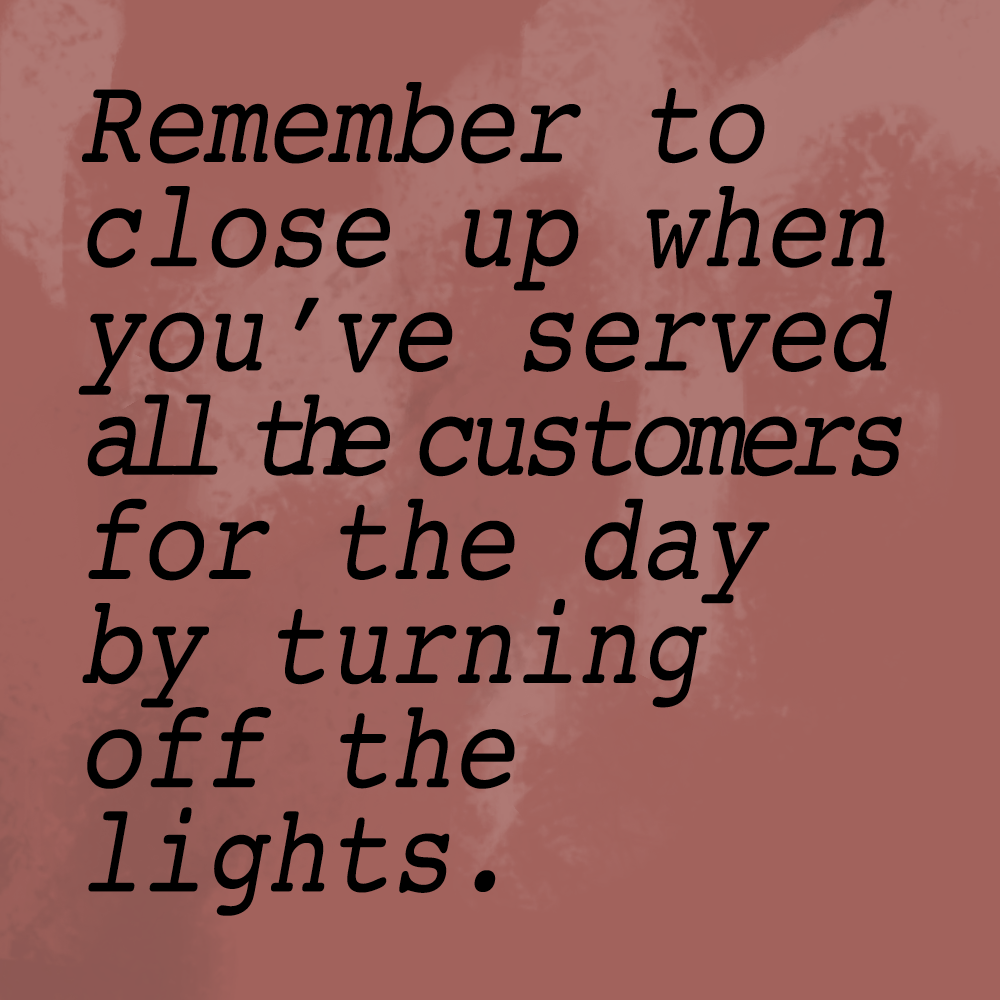 Remember to
close up when
you’ve served
all the customers
for the day
by turning
off the
lights.